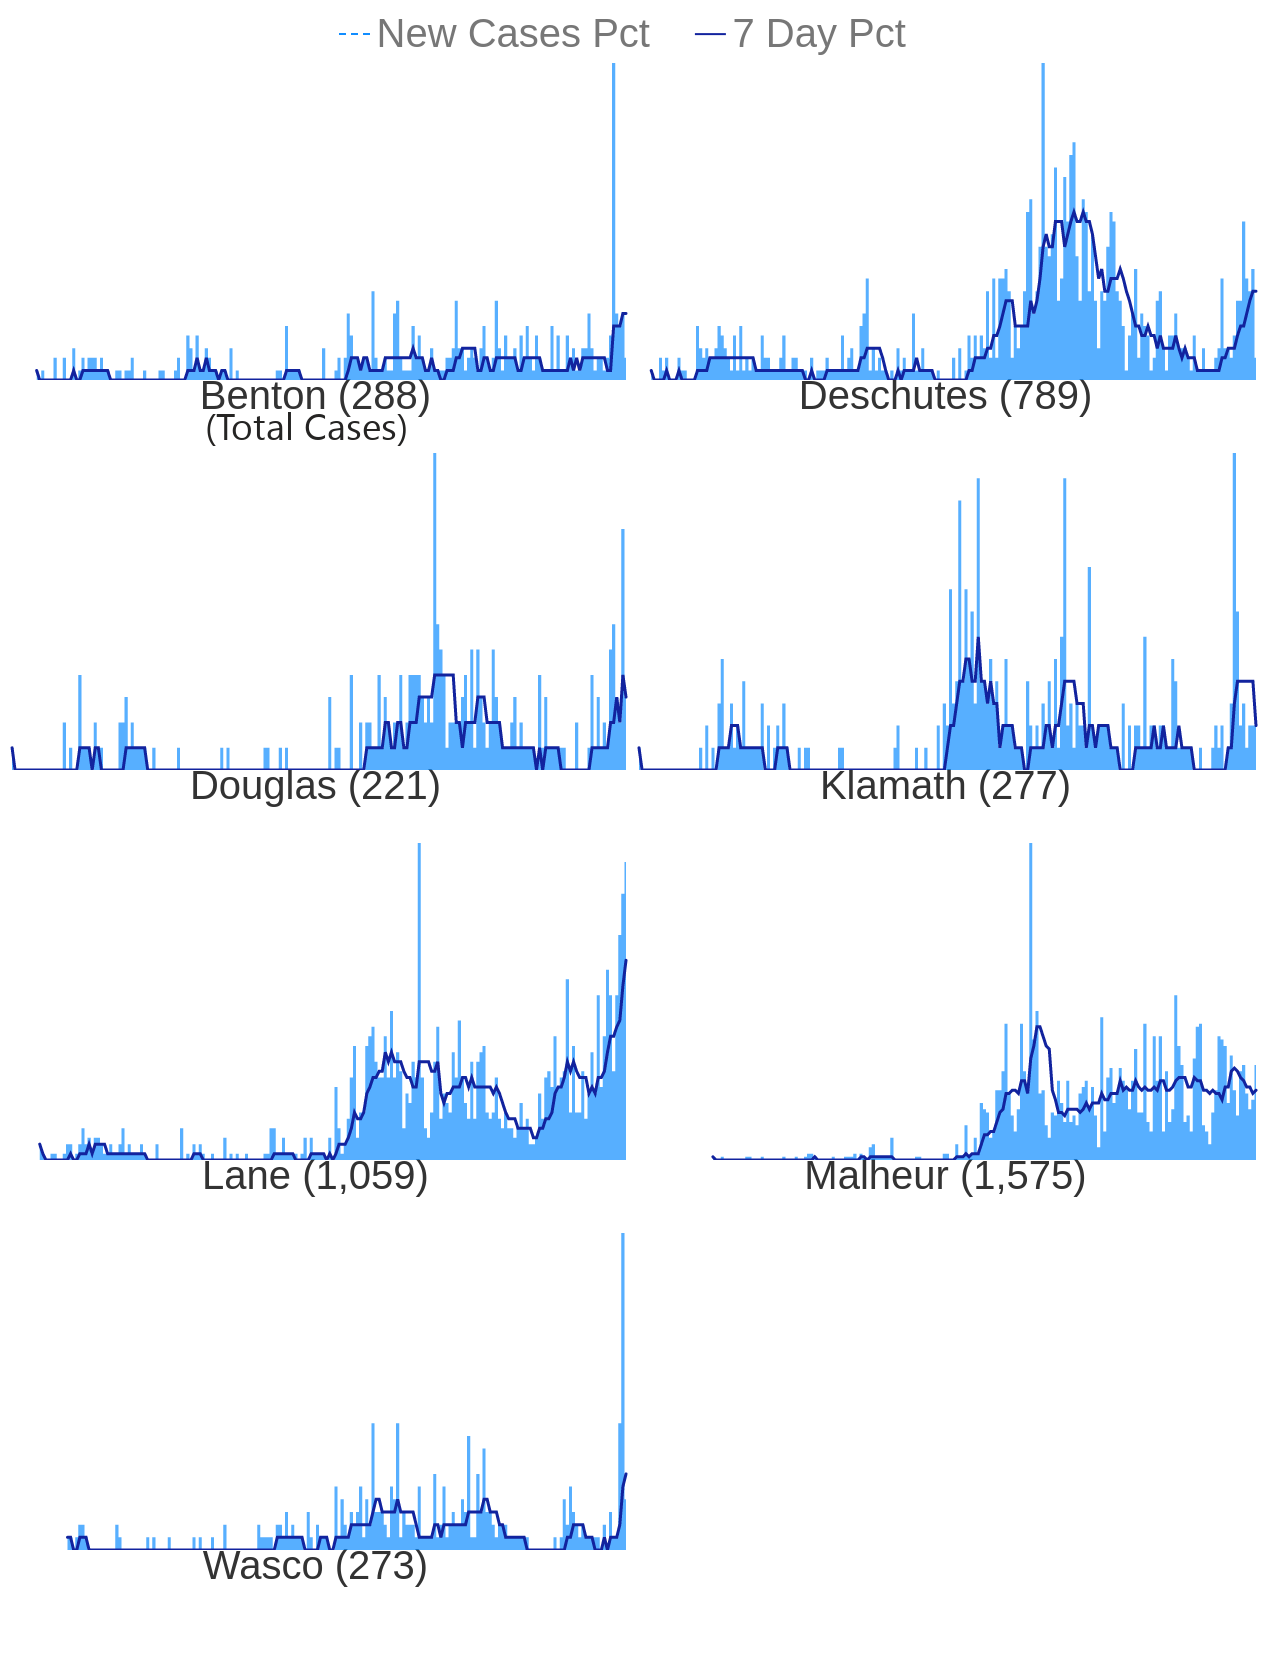 New Cases Pct 7 Day Pct
Benton (288) Deschutes (789)
(Total Cases)
Douglas (221) Klamath (277)
Lane (1,059) Malheur (1,575)
Wasco (273)